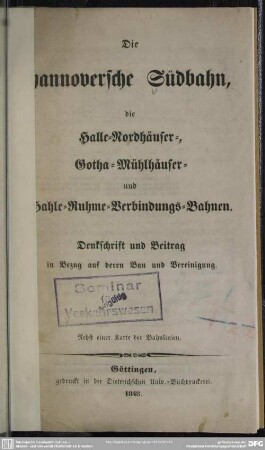 Die
hannoversche Südbahn,
die
Halle-Nordhäuser-,
Gotha-Mühlhäuser-
und
Hahle-Ruhme-Verbindungs-Bahnen.
Denkschrift und Beitrag
in Bezug auf deren Bau und Vereinigung.
Seminar
Verkehrswesen
Nebst einer Karte der Bahnlinien.
Göttingen,
gedruckt in der Dieterichschen Univ.-Buchdruckerei.
1848.